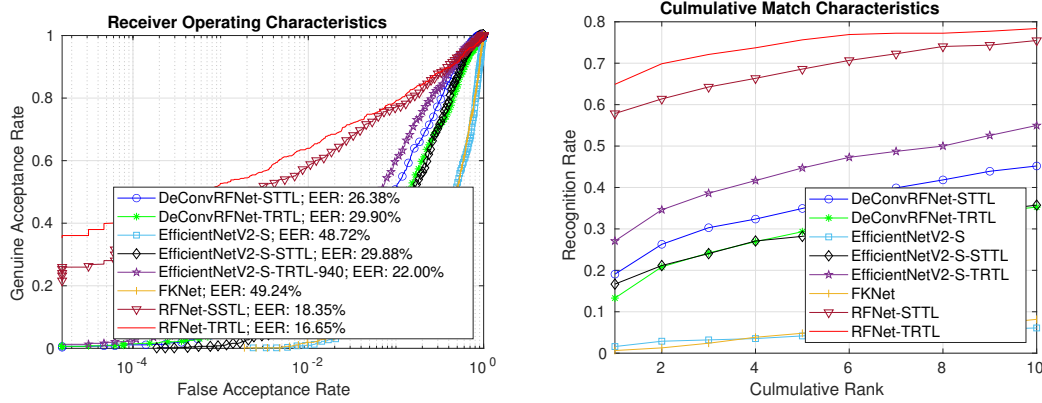 Receiver Operating Characteristics
1
0.8
0.6
0.4
0.2
0
Genuine Acceptance Rate
DeConvRFNet-STTL; EER: 26.38%
DeConvRFNet-TRTL; EER: 29.90%
EfficientNetV2-S; EER: 48.72%
EfficientNetV2-S-STTL; EER: 29.88%
EfficientNetV2-S-TRTL-940; EER: 22.00%
FKNet; EER: 49.24%
RFNet-SSTL; EER: 18.35%
RFNet-TRTL; EER: 16.65%
10⁻⁴
10⁻²
10⁰
False Acceptance Rate
Culmulative Match Characteristics
0.8
0.7
0.6
0.5
0.4
0.3
0.2
0.1
0
Recognition Rate
DeConvRFNet-STTL
DeConvRFNet-TRTL
EfficientNetV2-S
EfficientNetV2-S-STTL
EfficientNetV2-S-TRTL
FKNet
RFNet-STTL
RFNet-TRTL
2
4
6
8
10
Culmulative Rank